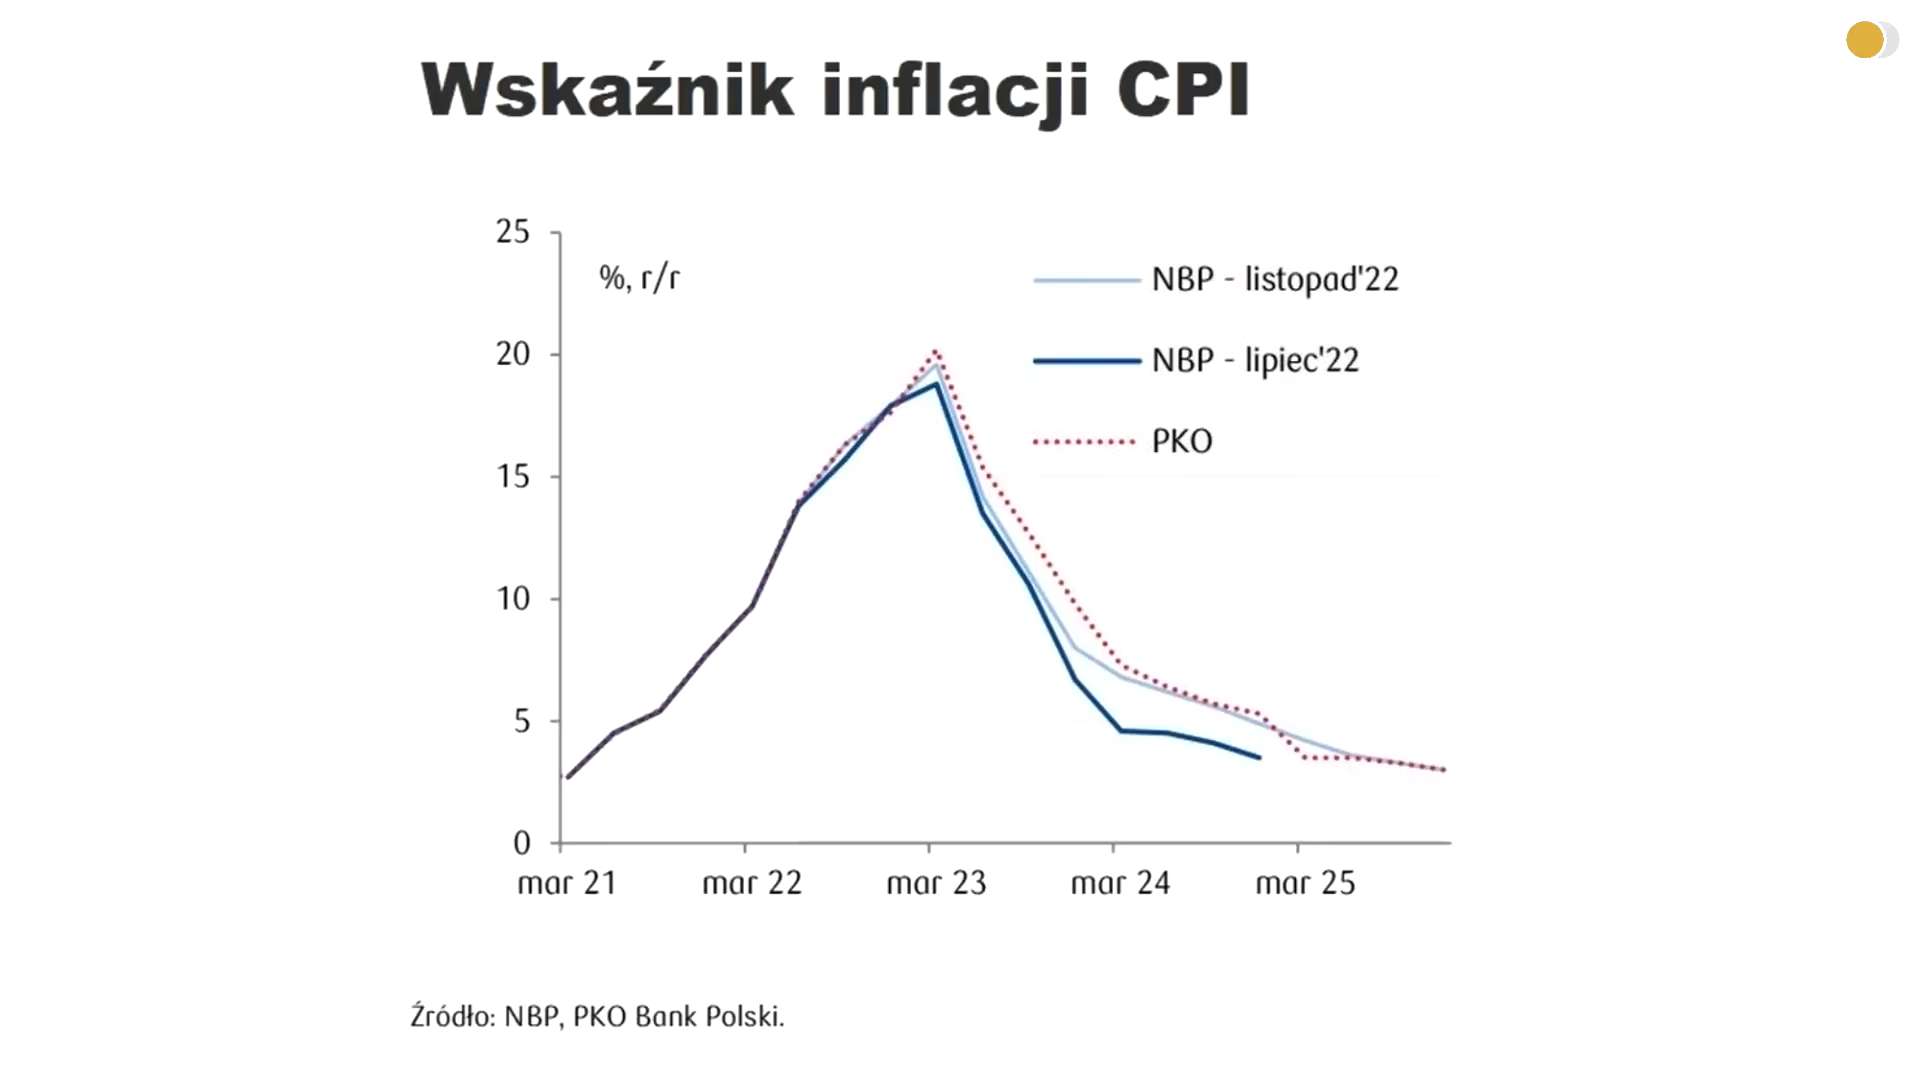 Wskaźnik inflacji CPI
25
%, r/r
NBP - listopad'22
20
NBP - lipiec'22
PKO
15
10
5
0
mar 21 mar 22 mar 23 mar 24 mar 25
Źródło: NBP, PKO Bank Polski.